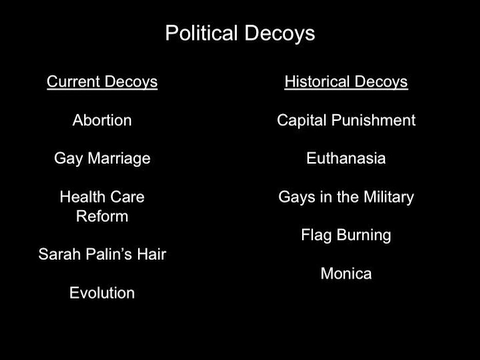 Political Decoys
Current Decoys
Abortion
Gay Marriage
Health Care
Reform
Sarah Palin's Hair
Evolution
Historical Decoys
Capital Punishment
Euthanasia
Gays in the Military
Flag Burning
Monica